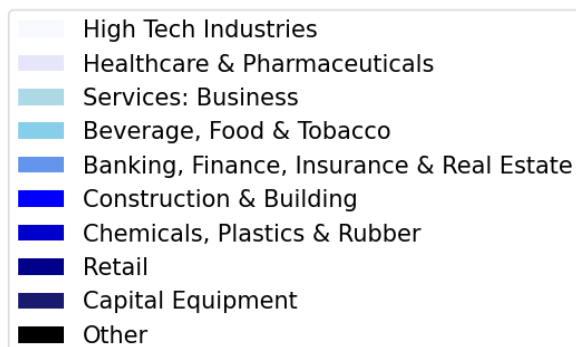 High Tech Industries
Healthcare & Pharmaceuticals
Services: Business
Beverage, Food & Tobacco
Banking, Finance, Insurance & Real Estate
Construction & Building
Chemicals, Plastics & Rubber
Retail
Capital Equipment
Other